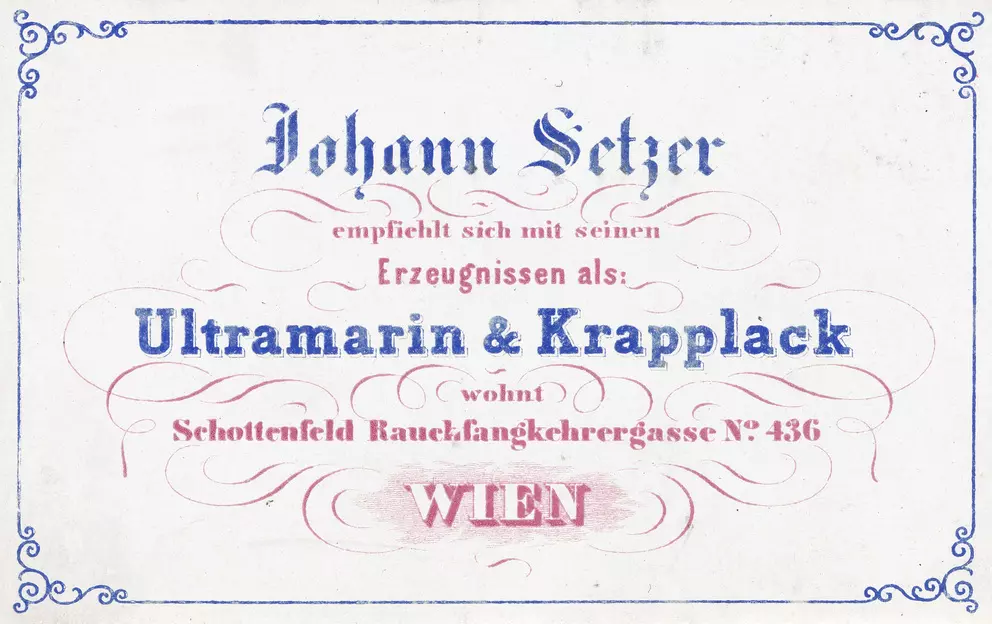 Johann Setzer
empfiehlt sich mit seinen
Erzeugnissen als:
Ultramarin & Krapplack
wohnt
Schottenfeld Rauchfangkehrergasse No. 436
WIEN